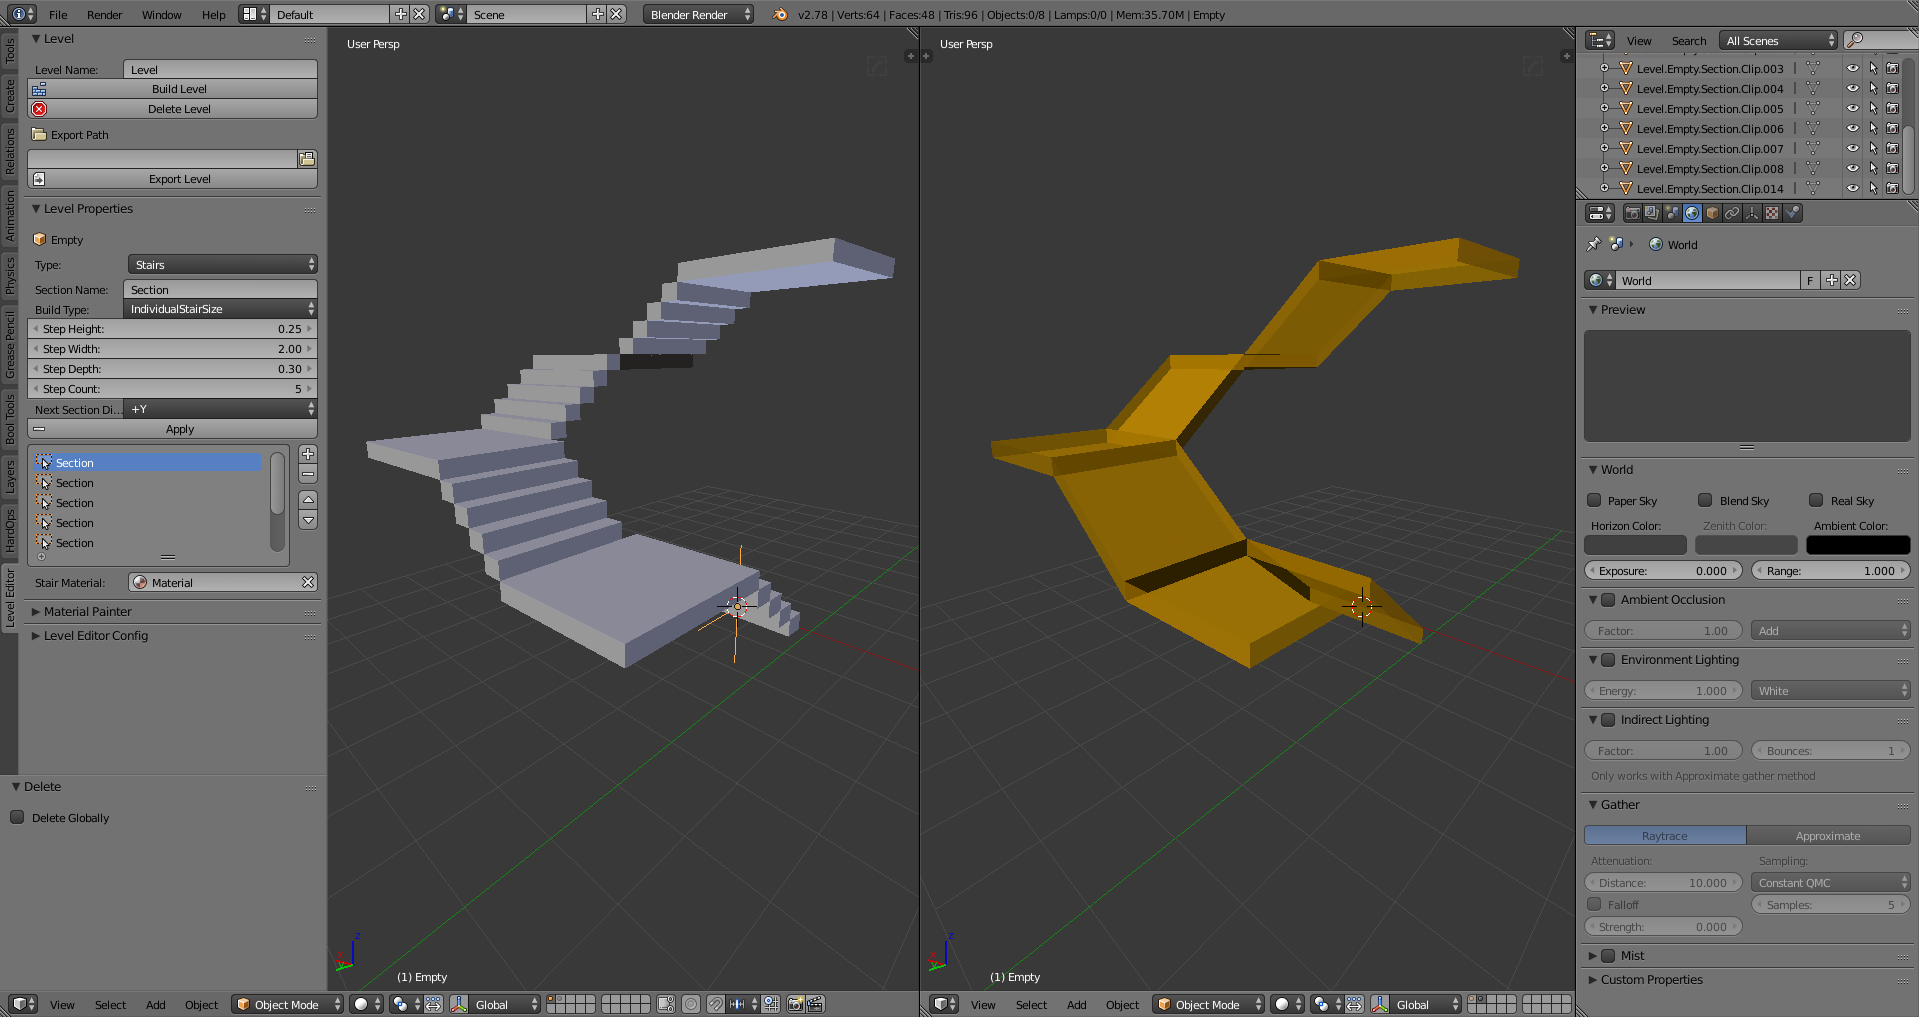 File Render Window Help Default Scene Blender Render v2.78 | Verts:64 | Faces:48 | Tris:96 | Objects:0/8 | Lamps:0/0 | Mem:35.70M | Empty
Tools
Create
Relations
Animation
Physics
Grease Pencil
Bool Tools
Layers
HardOps
Level Editor
Level
Level Name: Level
Build Level
Delete Level
Export Path
Export Level
Level Properties
Empty
Type: Stairs
Section Name: Section
Build Type: IndividualStairSize
Step Height: 0.25
Step Width: 2.00
Step Depth: 0.30
Step Count: 5
Next Section Di... +Y
Apply
Section
Section
Section
Section
Section
Stair Material: Material
Material Painter
Level Editor Config
Delete
Delete Globally
User Persp
z
x
y
(1) Empty
View Select Add Object Object Mode Global
User Persp
z
x
y
(1) Empty
View Select Add Object Object Mode Global
View Search All Scenes
Level.Empty.Section.Clip.003
Level.Empty.Section.Clip.004
Level.Empty.Section.Clip.005
Level.Empty.Section.Clip.006
Level.Empty.Section.Clip.007
Level.Empty.Section.Clip.008
Level.Empty.Section.Clip.014
World
World F
Preview
World
Paper Sky Blend Sky Real Sky
Horizon Color: Zenith Color: Ambient Color:
Exposure: 0.000 Range: 1.000
Ambient Occlusion
Factor: 1.00 Add
Environment Lighting
Energy: 1.000 White
Indirect Lighting
Factor: 1.00 Bounces: 1
Only works with Approximate gather method
Gather
Raytrace Approximate
Attenuation: Sampling:
Distance: 10.000 Constant QMC
Falloff Samples: 5
Strength: 0.000
Mist
Custom Properties